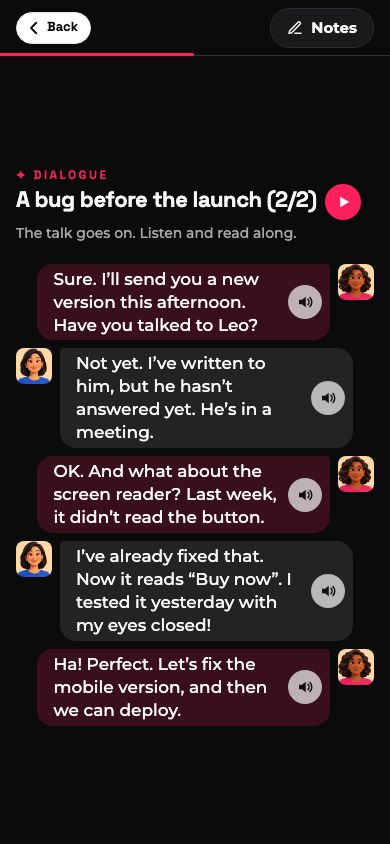 Back
Notes
DIALOGUE
A bug before the launch (2/2)
The talk goes on. Listen and read along.
Sure. I’ll send you a new
version this afternoon.
Have you talked to Leo?
Not yet. I’ve written to
him, but he hasn’t
answered yet. He’s in a
meeting.
OK. And what about the
screen reader? Last week,
it didn’t read the button.
I’ve already fixed that.
Now it reads “Buy now”. I
tested it yesterday with
my eyes closed!
Ha! Perfect. Let’s fix the
mobile version, and then
we can deploy.